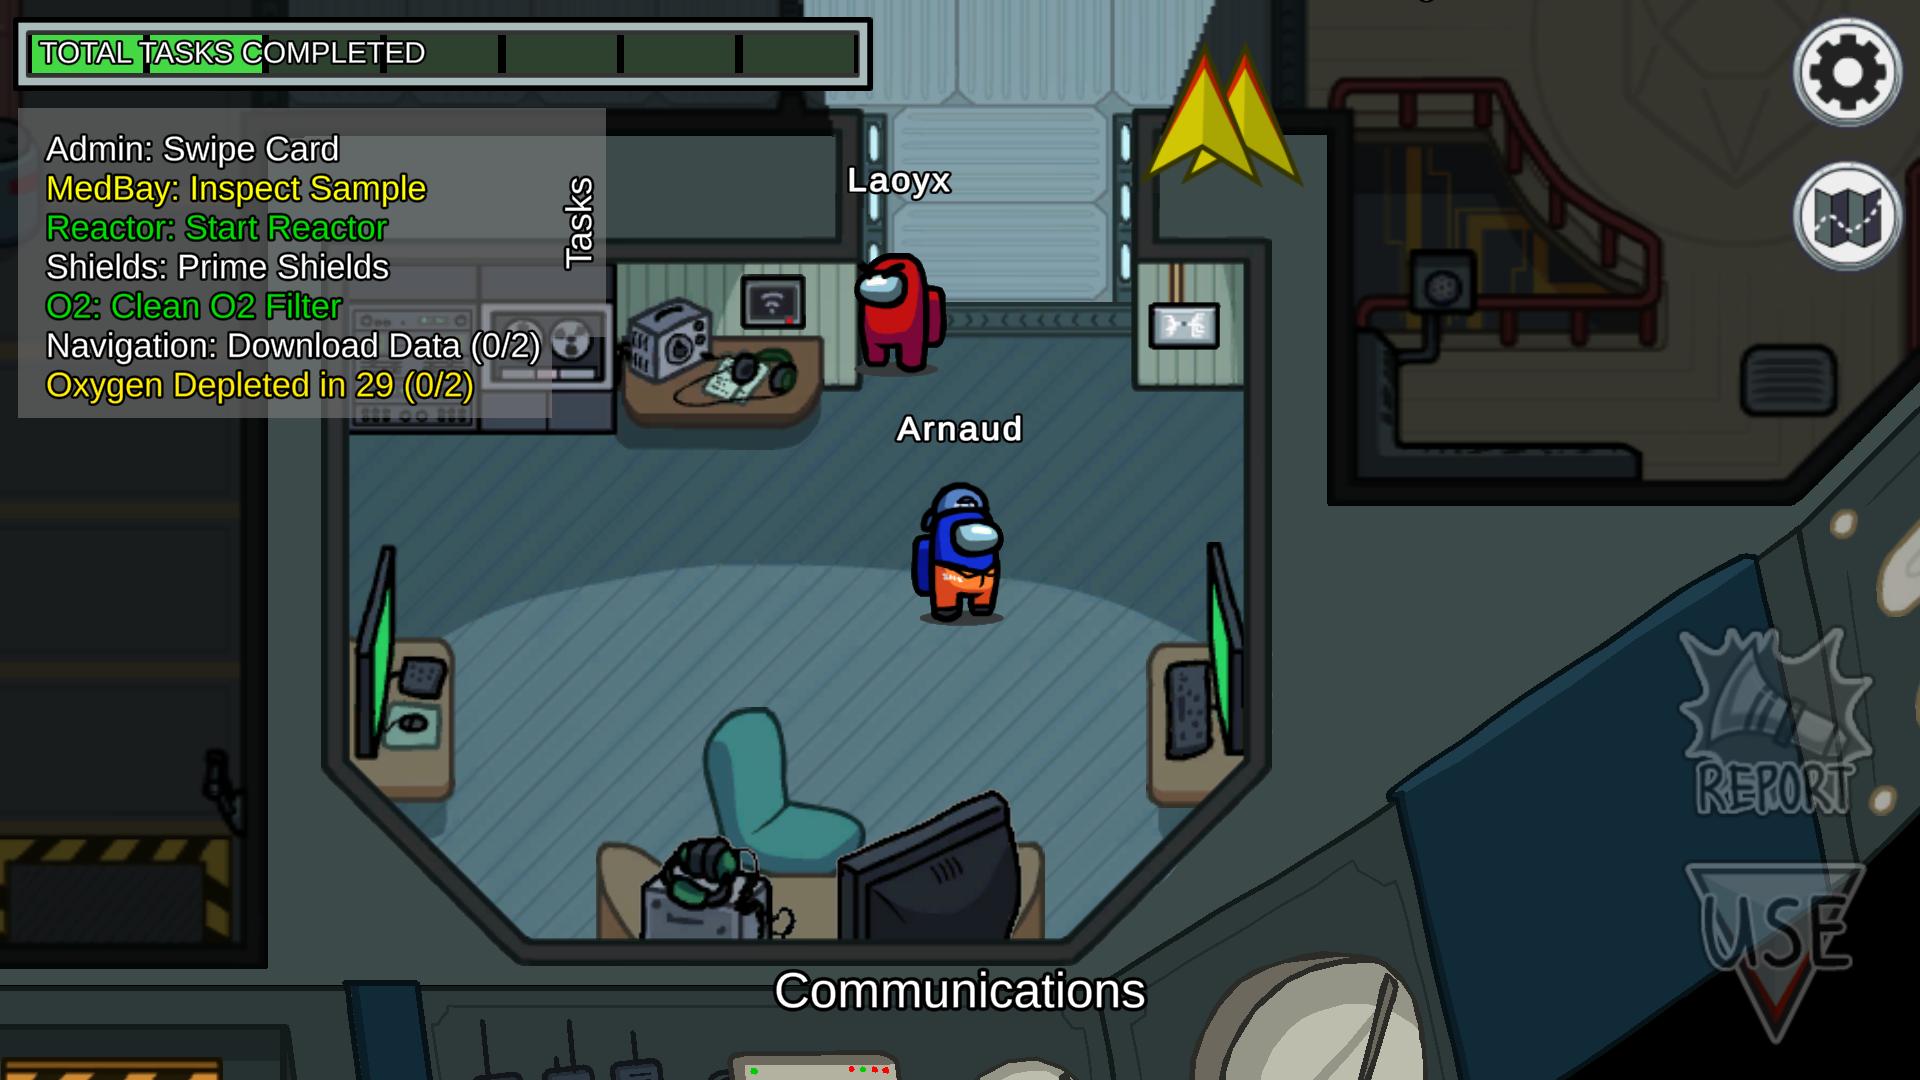 TOTAL TASKS COMPLETED
Admin: Swipe Card
MedBay: Inspect Sample
Reactor: Start Reactor
Shields: Prime Shields
O2: Clean O2 Filter
Navigation: Download Data (0/2)
Oxygen Depleted in 29 (0/2)
Tasks
Laoyx
Arnaud
REPORT
USE
Communications